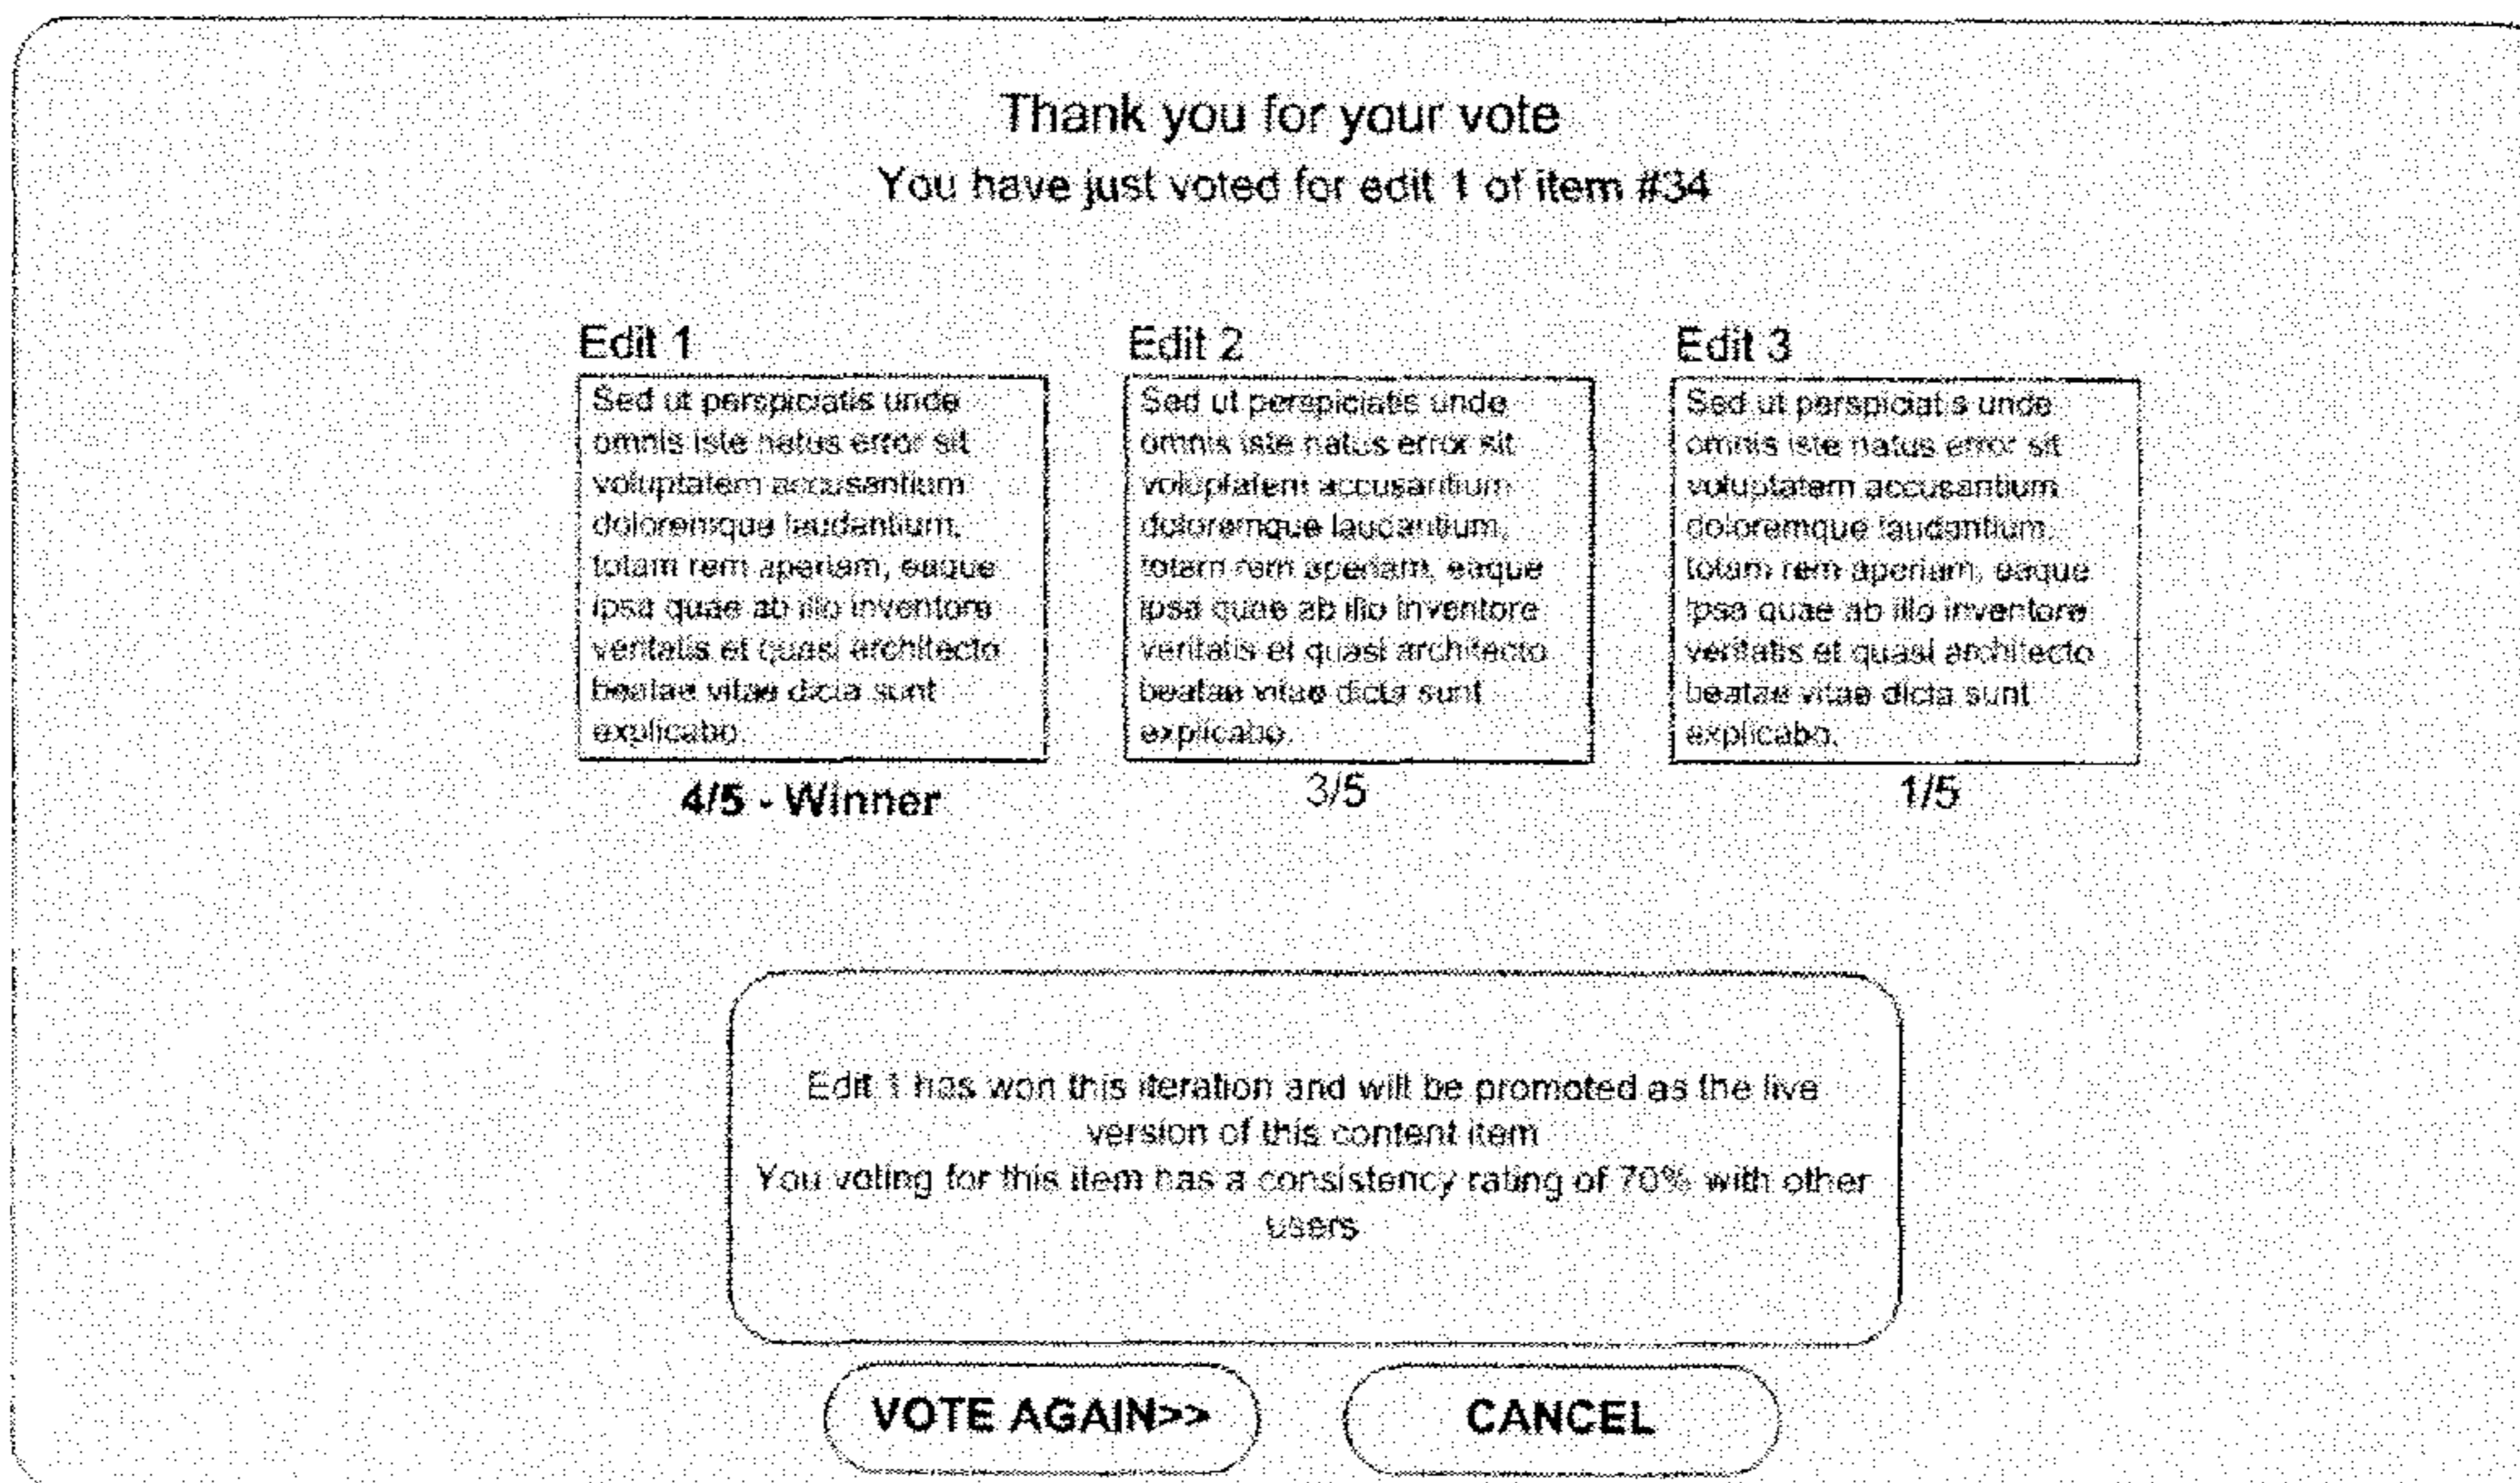 Thank you for your vote
You have just voted for edit 1 of item #34
Edit 1
Sed ut perspiciatis unde
omnis iste natus error sit
voluptatem accusantium
doloremque laudantium,
totam rem aperiam, eaque
ipsa quae ab illo inventore
veritatis et quasi architecto
beatae vitae dicta sunt
explicabo.
4/5 - Winner
Edit 2
Sed ut perspiciatis unde
omnis iste natus error sit
voluptatem accusantium
doloremque laudantium,
totam rem aperiam, eaque
ipsa quae ab illo inventore
veritatis et quasi architecto
beatae vitae dicta sunt
explicabo.
3/5
Edit 3
Sed ut perspiciatis unde
omnis iste natus error sit
voluptatem accusantium
doloremque laudantium,
totam rem aperiam, eaque
ipsa quae ab illo inventore
veritatis et quasi architecto
beatae vitae dicta sunt
explicabo.
1/5
Edit 1 has won this iteration and will be promoted as the live
version of this content item
You voting for this item has a consistency rating of 70% with other
users
VOTE AGAIN>>
CANCEL